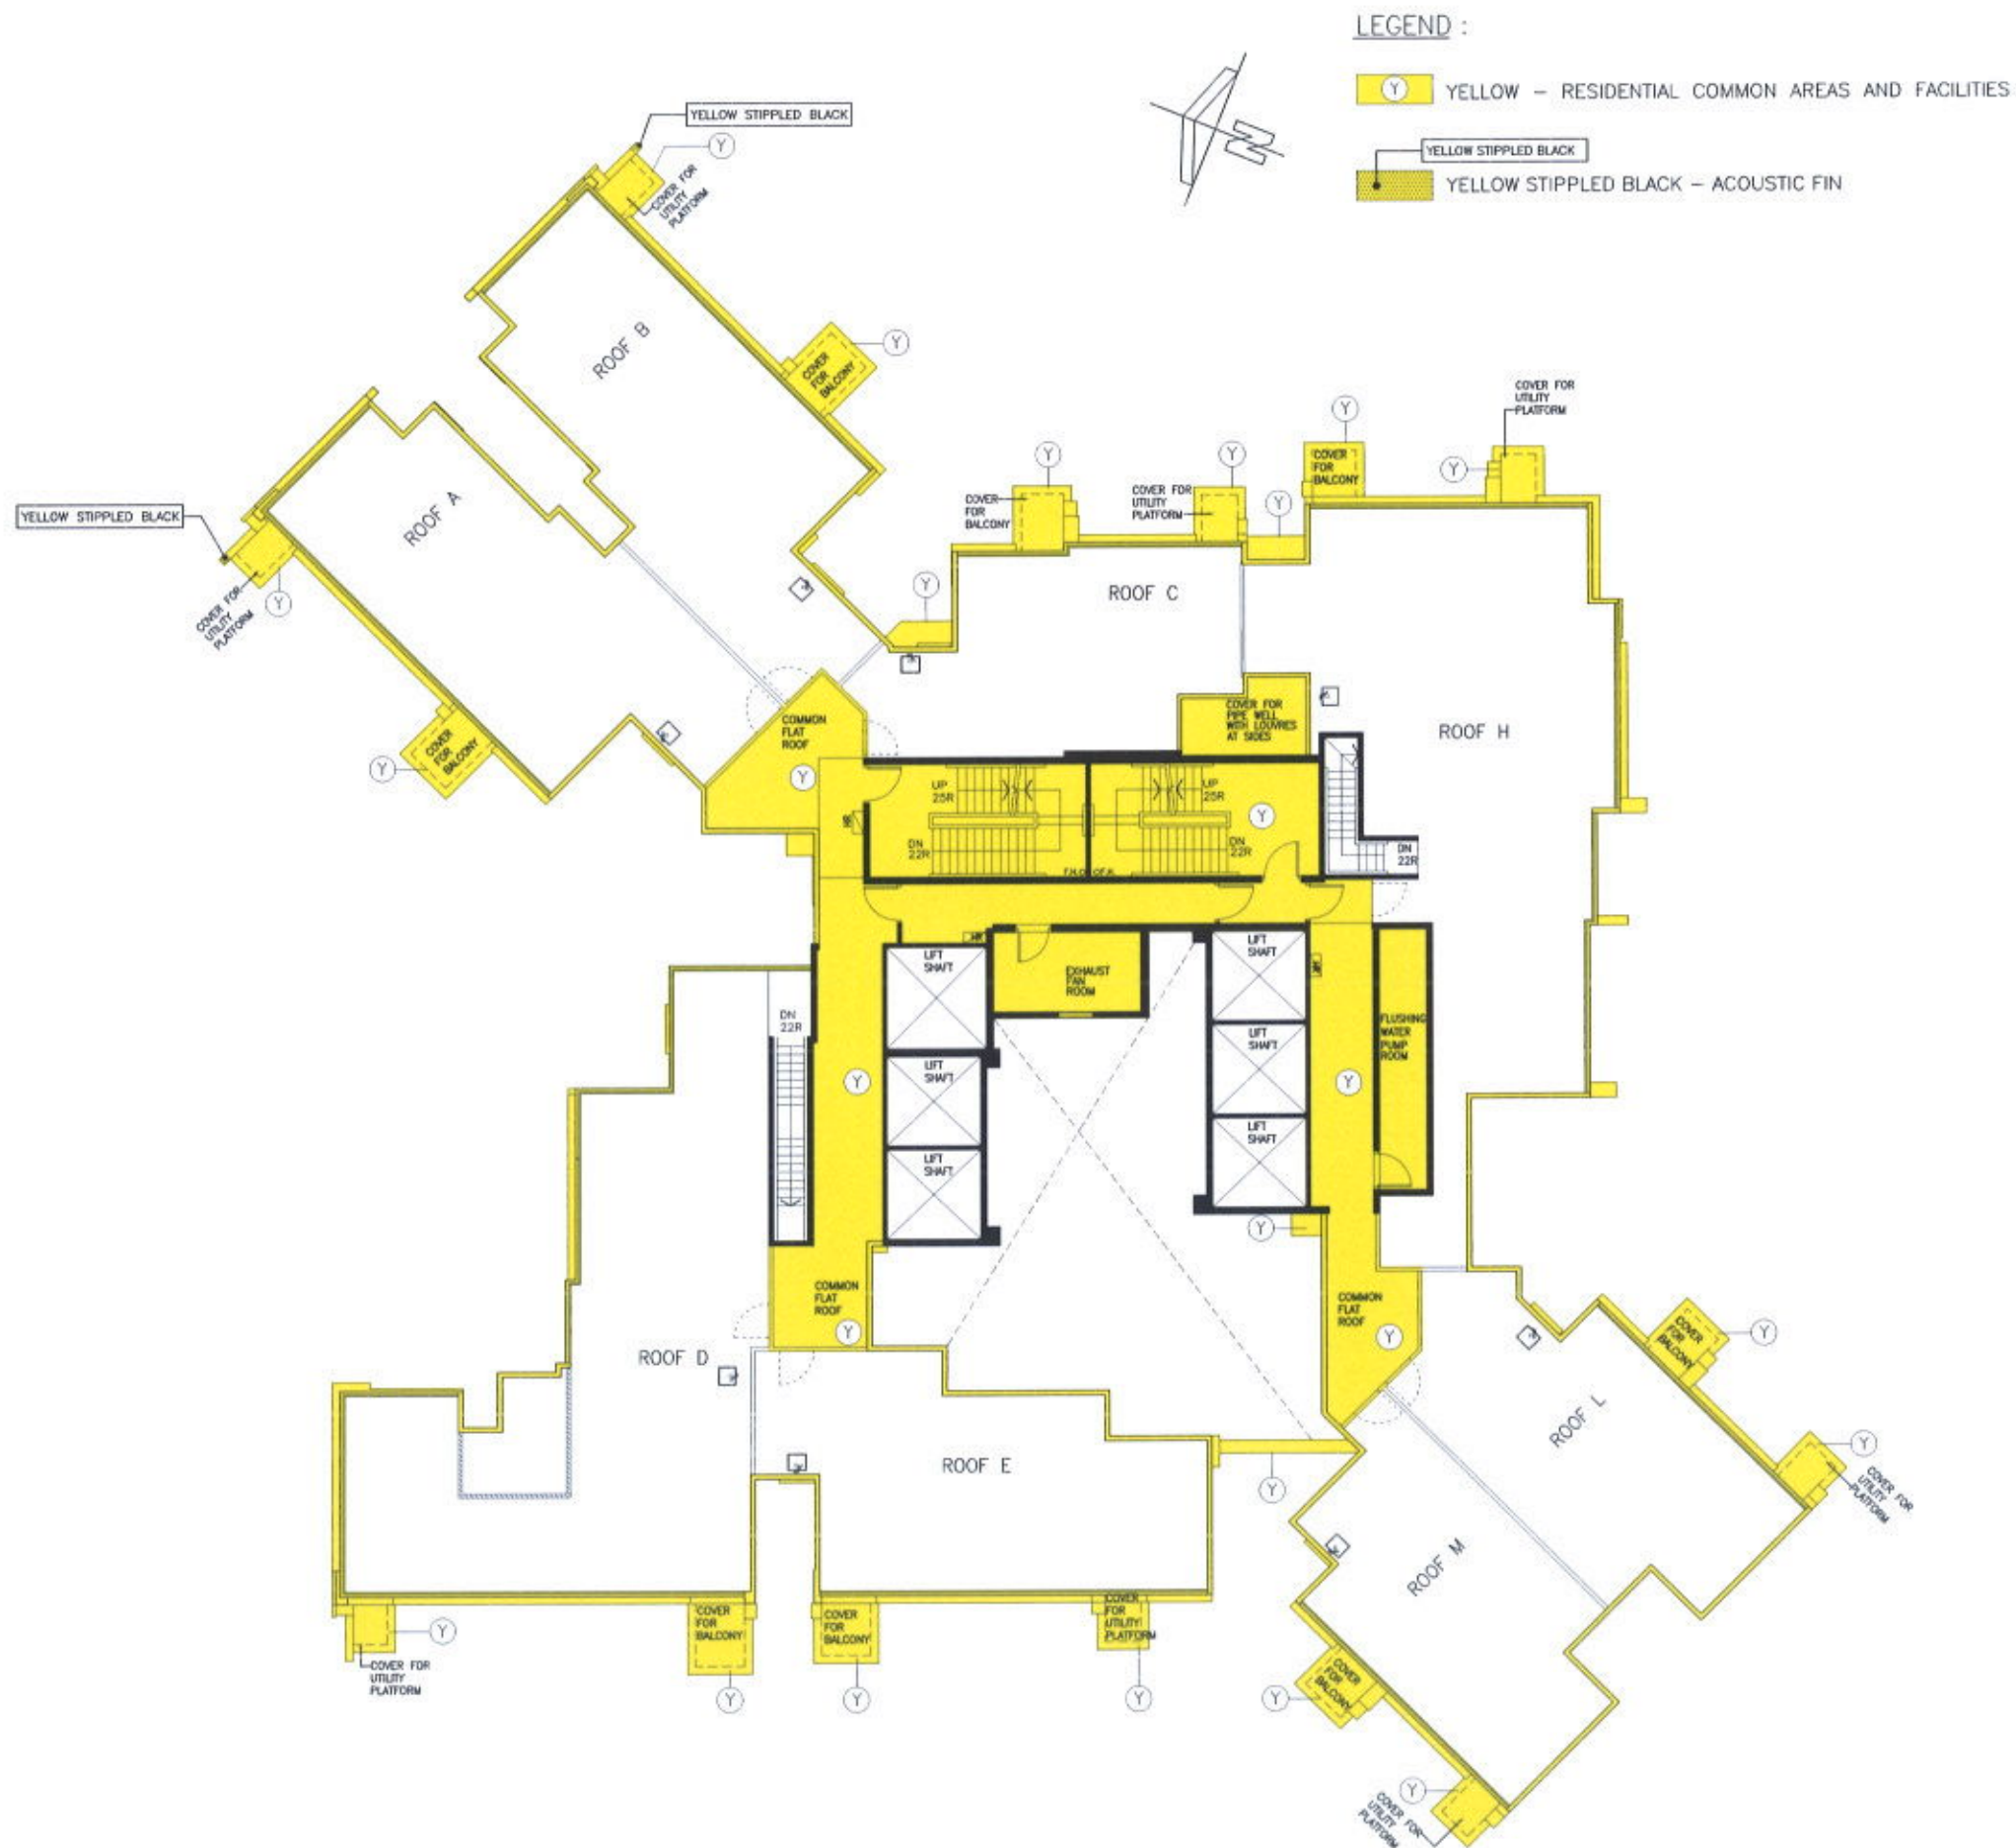 LEGEND :
Y
YELLOW – RESIDENTIAL COMMON AREAS AND FACILITIES
YELLOW STIPPLED BLACK
YELLOW STIPPLED BLACK – ACOUSTIC FIN
N
YELLOW STIPPLED BLACK
Y
COVER FOR
UTILITY
PLATFORM
ROOF B
Y
COVER
FOR
BALCONY
YELLOW STIPPLED BLACK
ROOF A
COVER FOR
UTILITY
PLATFORM
Y
Y
COVER
FOR
BALCONY
Y
COVER
FOR
BALCONY
Y
COVER FOR
UTILITY
PLATFORM
Y
Y
COVER
FOR
BALCONY
COVER FOR
UTILITY
PLATFORM
Y
Y
ROOF C
ROOF H
COVER FOR
PIPE WELL
WITH LOUVRES
AT SIDES
COMMON
FLAT
ROOF
Y
UP
25R
DN
22R
HR
UP
25R
Y
DN
22R
DN
22R
LIFT
SHAFT
LIFT
SHAFT
LIFT
SHAFT
EXHAUST
FAN
ROOM
LIFT
SHAFT
LIFT
SHAFT
LIFT
SHAFT
FLUSHING
WATER
PUMP
ROOM
DN
22R
Y
Y
Y
COMMON
FLAT
ROOF
Y
COMMON
FLAT
ROOF
Y
ROOF D
ROOF E
Y
COVER
FOR
BALCONY
Y
ROOF L
Y
COVER FOR
UTILITY
PLATFORM
ROOF M
Y
COVER FOR
UTILITY
PLATFORM
COVER
FOR
BALCONY
Y
COVER
FOR
BALCONY
Y
COVER
FOR
UTILITY
PLATFORM
Y
COVER
FOR
BALCONY
Y
Y
COVER FOR
UTILITY
PLATFORM